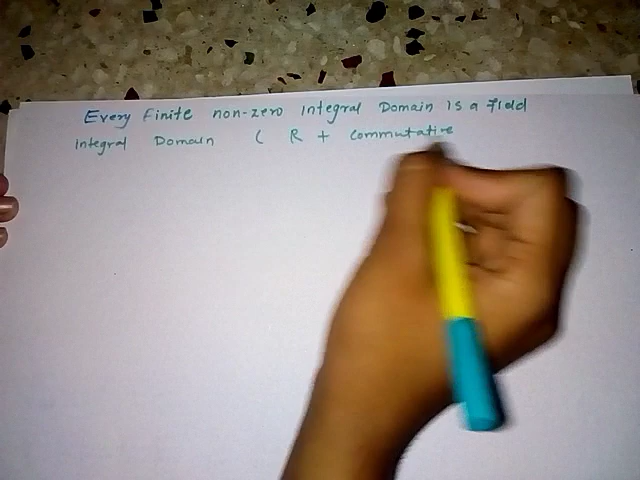 Every Finite non-zero Integral Domain is a field
Integral Domain ( R + Commutative